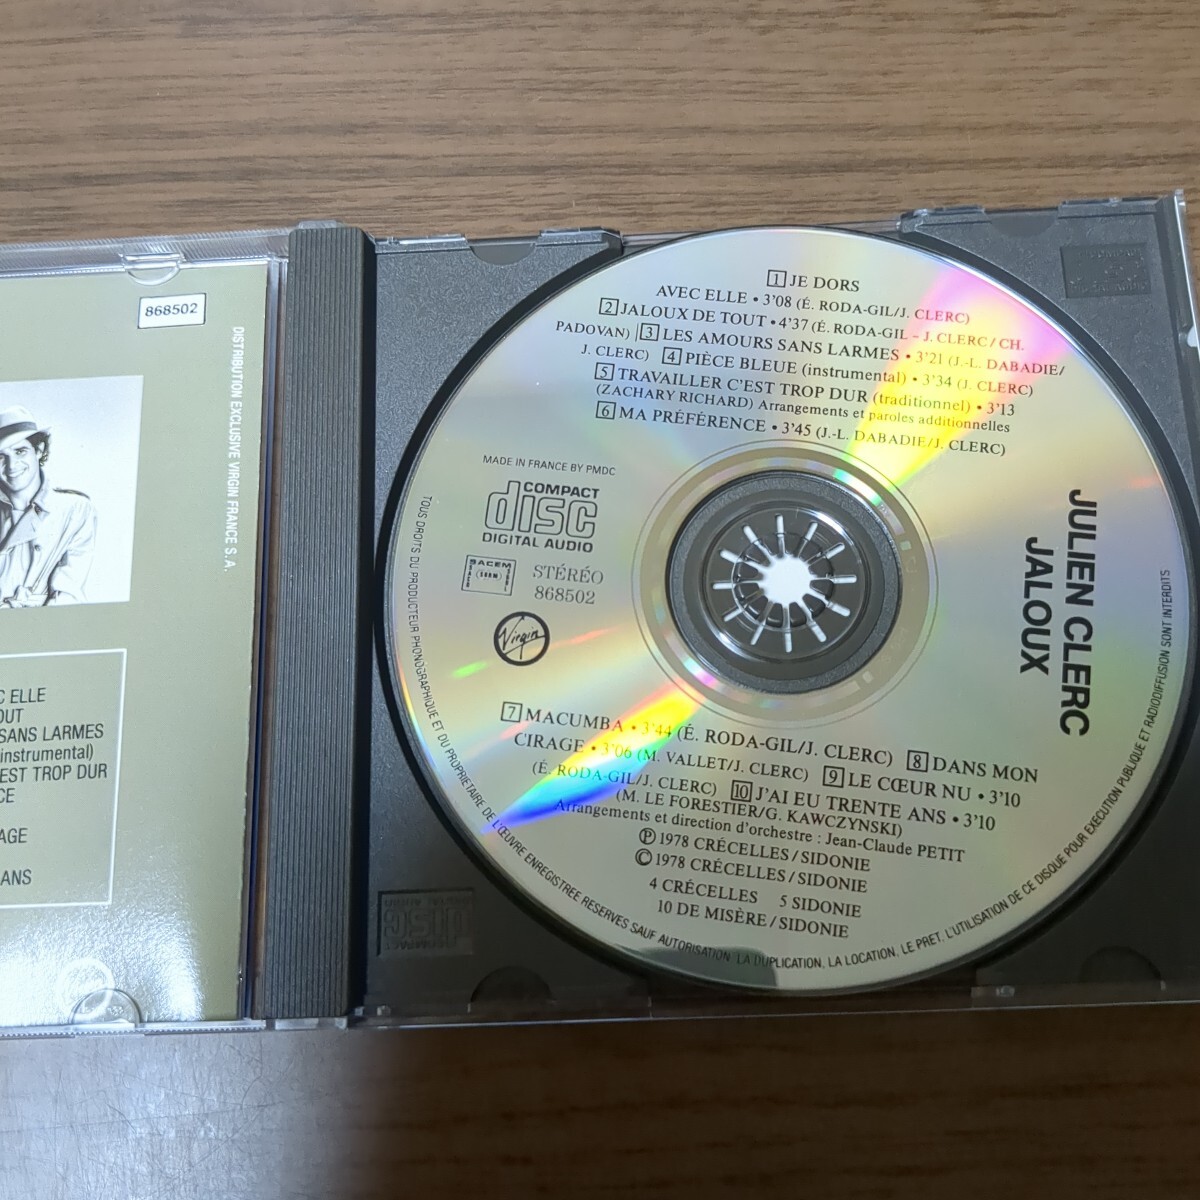 868502
DISTRIBUTION EXCLUSIVE VIRGIN FRANCE S.A.
ELLE
OUT
SANS LARMES
instrumental)
EST TROP DUR
CE
AGE
ANS
1 JE DORS
AVEC ELLE • 3'08 (É. RODA-GIL/J. CLERC)
2 JALOUX DE TOUT • 4'37 (É. RODA-GIL - J. CLERC / CH.
PADOVAN) 3 LES AMOURS SANS LARMES • 3'21 (J.-L. DABADIE/
J. CLERC) 4 PIÈCE BLEUE (instrumental) • 3'34 (J. CLERC)
5 TRAVAILLER C'EST TROP DUR (traditionnel) • 3'13
(ZACHARY RICHARD) Arrangements et paroles additionnelles
6 MA PRÉFÉRENCE • 3'45 (J.-L. DABADIE/J. CLERC)
MADE IN FRANCE BY PMDC
COMPACT
disc
DIGITAL AUDIO
SACEM
STÉRÉO
868502
Virgin
JULIEN CLERC
JALOUX
7 MACUMBA • 3'44 (É. RODA-GIL/J. CLERC) 8 DANS MON
CIRAGE • 3'06 (M. VALLET/J. CLERC) 9 LE CŒUR NU • 3'10
(É. RODA-GIL/J. CLERC) 10 J'AI EU TRENTE ANS • 3'10
(M. LE FORESTIER/G. KAWCZYNSKI)
Arrangements et direction d'orchestre : Jean-Claude PETIT
Ⓟ 1978 CRÉCELLES / SIDONIE
© 1978 CRÉCELLES / SIDONIE
4 CRÉCELLES 5 SIDONIE
10 DE MISÈRE / SIDONIE
TOUS DROITS DU PRODUCTEUR PHONOGRAPHIQUE ET DU PROPRIETAIRE DE L'ŒUVRE ENREGISTREE RESERVES SAUF AUTORISATION LA DUPLICATION, LA LOCATION, LE PRET, L'UTILISATION DE CE DISQUE POUR EXECUTION PUBLIQUE ET RADIODIFFUSION SONT INTERDITS
disc